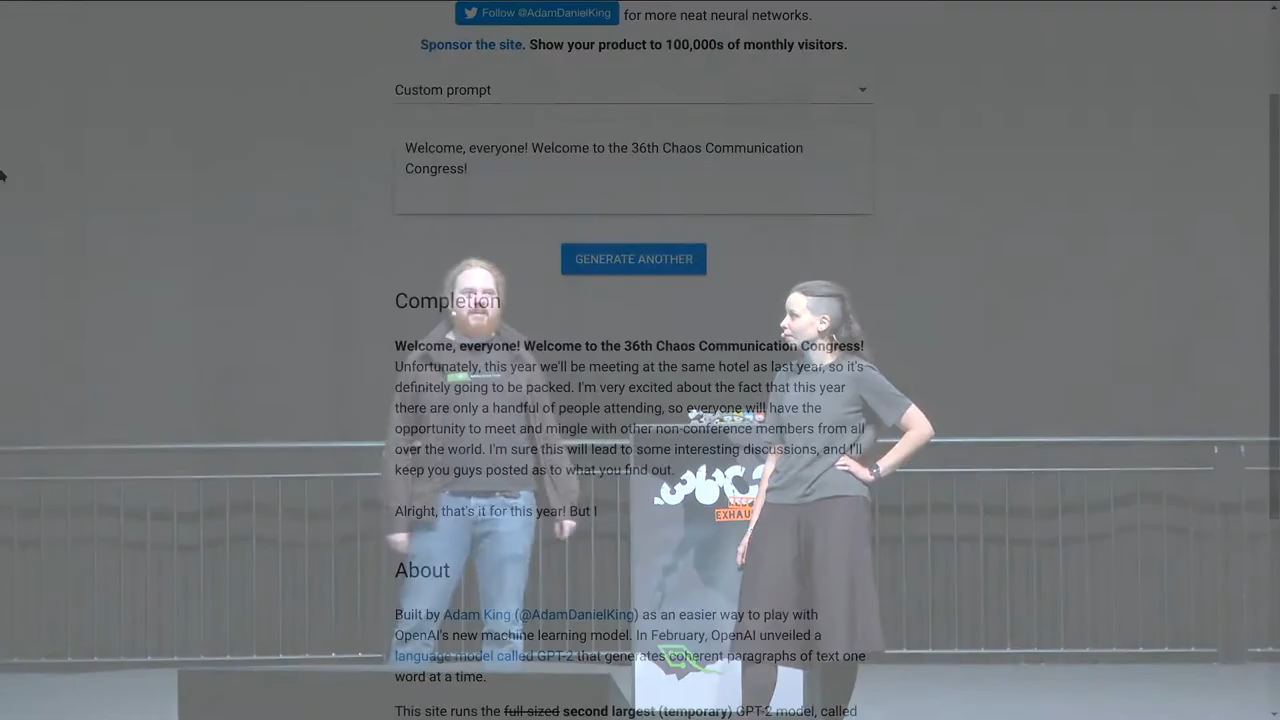 Follow @AdamDanielKing for more neat neural networks.
Sponsor the site. Show your product to 100,000s of monthly visitors.
Custom prompt
Welcome, everyone! Welcome to the 36th Chaos Communication
Congress!
GENERATE ANOTHER
Completion
Welcome, everyone! Welcome to the 36th Chaos Communication Congress!
Unfortunately, this year we'll be meeting at the same hotel as last year, so it's
definitely going to be packed. I'm very excited about the fact that this year
there are only a handful of people attending, so everyone will have the
opportunity to meet and mingle with other non-conference members from all
over the world. I'm sure this will lead to some interesting discussions, and I'll
keep you guys posted as to what you find out.
Alright, that's it for this year! But I
About
Built by Adam King (@AdamDanielKing) as an easier way to play with
OpenAI's new machine learning model. In February, OpenAI unveiled a
language model called GPT-2 that generates coherent paragraphs of text one
word at a time.
This site runs the full sized second largest (temporary) GPT-2 model, called